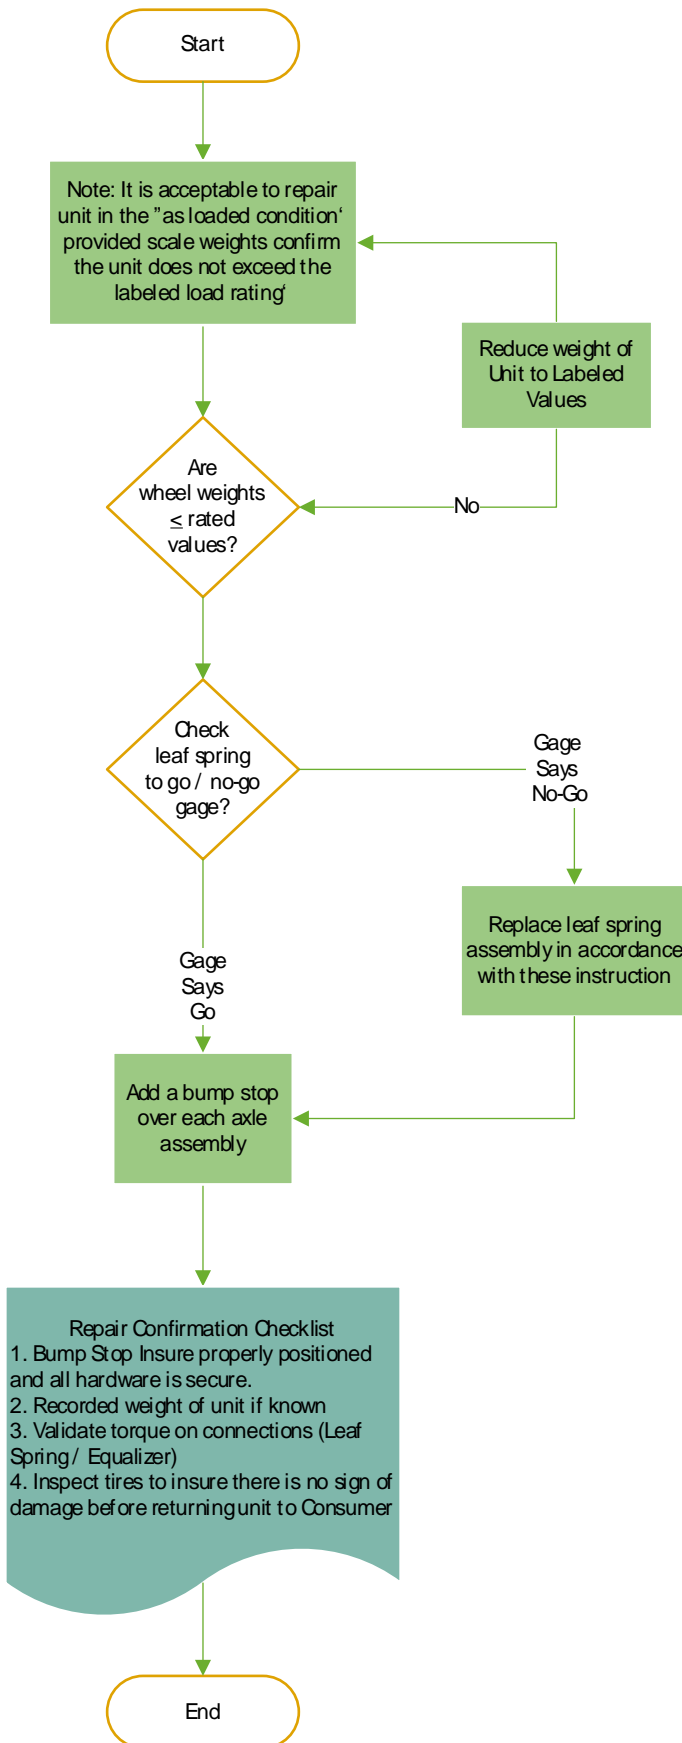 Start
Note: It is acceptable to repair
unit in the ”as loaded condition‘
provided scale weights confirm
the unit does not exceed the
labeled load rating‘
Reduce weight of
Unit to Labeled
Values
Are
wheel weights
≤ rated
values?
No
Check
leaf spring
to go / no-go
gage?
Gage
Says
No-Go
Replace leaf spring
assembly in accordance
with these instruction
Gage
Says
Go
Add a bump stop
over each axle
assembly
Repair Confirmation Checklist
1. Bump Stop Insure properly positioned
and all hardware is secure.
2. Recorded weight of unit if known
3. Validate torque on connections (Leaf
Spring / Equalizer)
4. Inspect tires to insure there is no sign of
damage before returning unit to Consumer
End